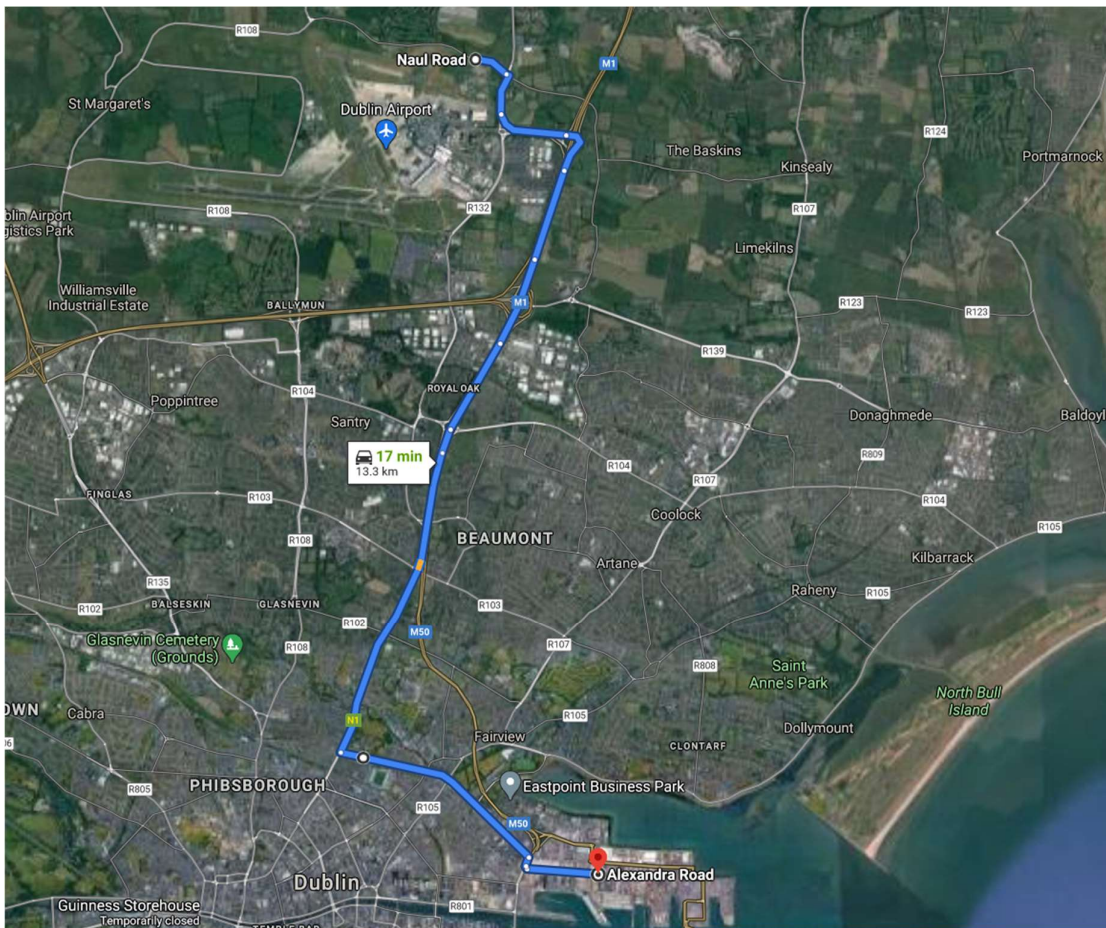 R108
Naul Road
M1
St Margaret's
Dublin Airport
R124
The Baskins
Portmarnock
Kinsealy
R132
R107
R108
blin Airport
gistics Park
Limekilns
Williamsville
Industrial Estate
BALLYMUN
M1
R123
R123
R139
ROYAL OAK
R104
Poppintree
Santry
Donaghmede
Baldoyl
17 min
13.3 km
R809
R104
R107
FINGLAS
R103
R104
Coolock
R105
R108
BEAUMONT
Kilbarrack
Artane
R135
Raheny
R105
R102
BALSESKIN
GLASNEVIN
R103
R102
M50
Glasnevin Cemetery
(Grounds)
R108
R107
R808
Saint
Anne's Park
North Bull
Island
OWN
Cabra
N1
R105
Dollymount
06
Fairview
CLONTARF
PHIBSBOROUGH
Eastpoint Business Park
R805
R105
M50
Alexandra Road
Dublin
Guinness Storehouse
Temporarily closed
R801
TEMPLE BAR